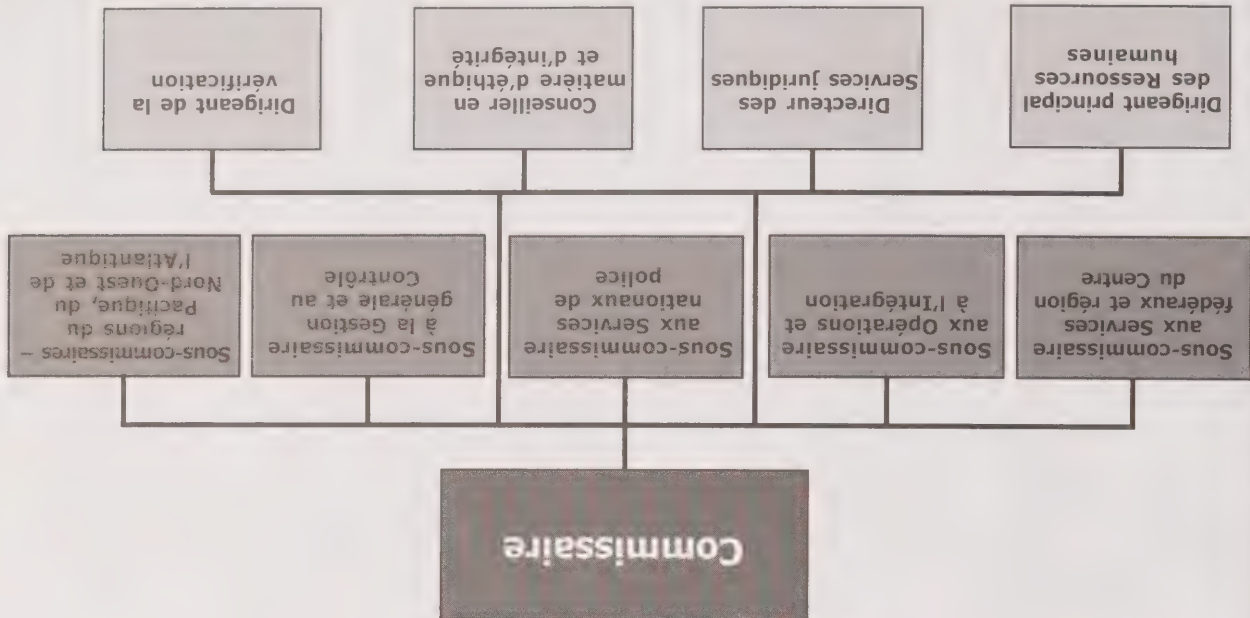 Commissaire
Sous-commissaire
aux Services
fédéraux et région
du Centre
Sous-commissaire
aux Opérations et
à l'Intégration
Sous-commissaire
aux Services
nationaux de
police
Sous-commissaire
à la Gestion
générale et au
Contrôle
Sous-commissaires –
régions du
Pacifique, du
Nord-Ouest et de
l'Atlantique
Dirigeant principal
des Ressources
humaines
Directeur des
Services juridiques
Conseiller en
matière d'éthique
et d'intégrité
Dirigeant de la
vérification